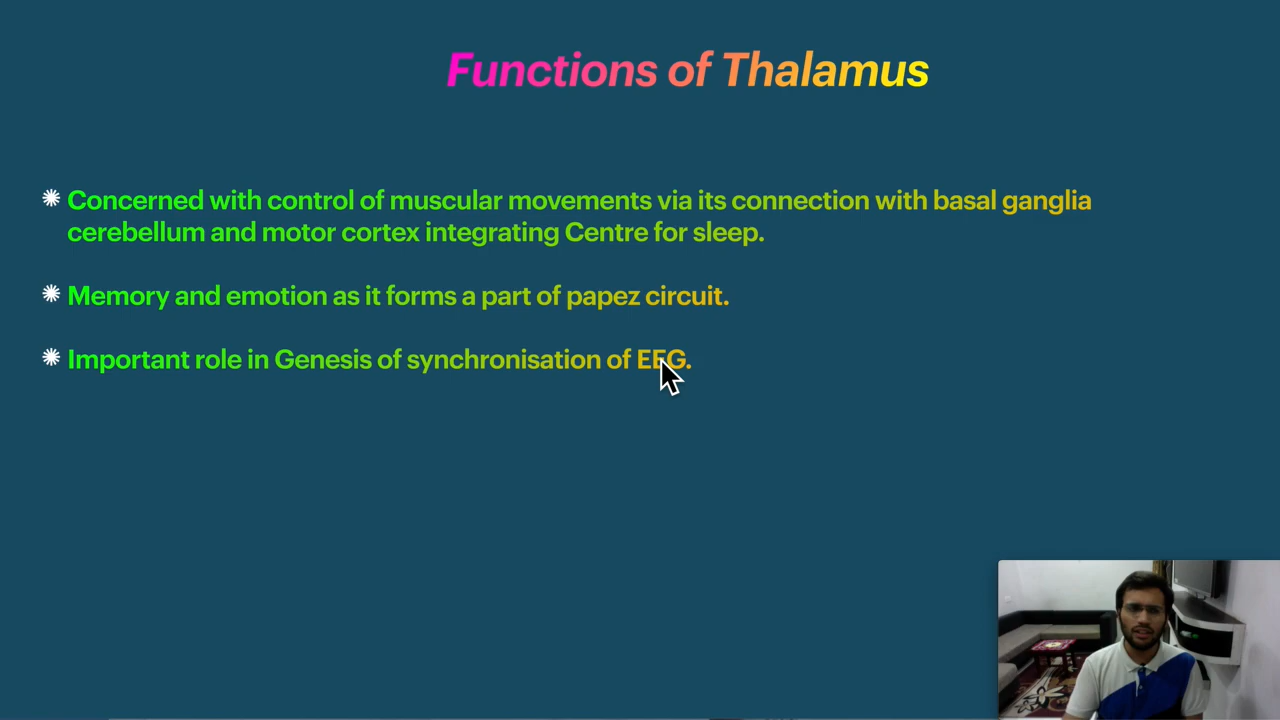 Functions of Thalamus
Concerned with control of muscular movements via its connection with basal ganglia
cerebellum and motor cortex integrating Centre for sleep.
Memory and emotion as it forms a part of papez circuit.
Important role in Genesis of synchronisation of EEG.